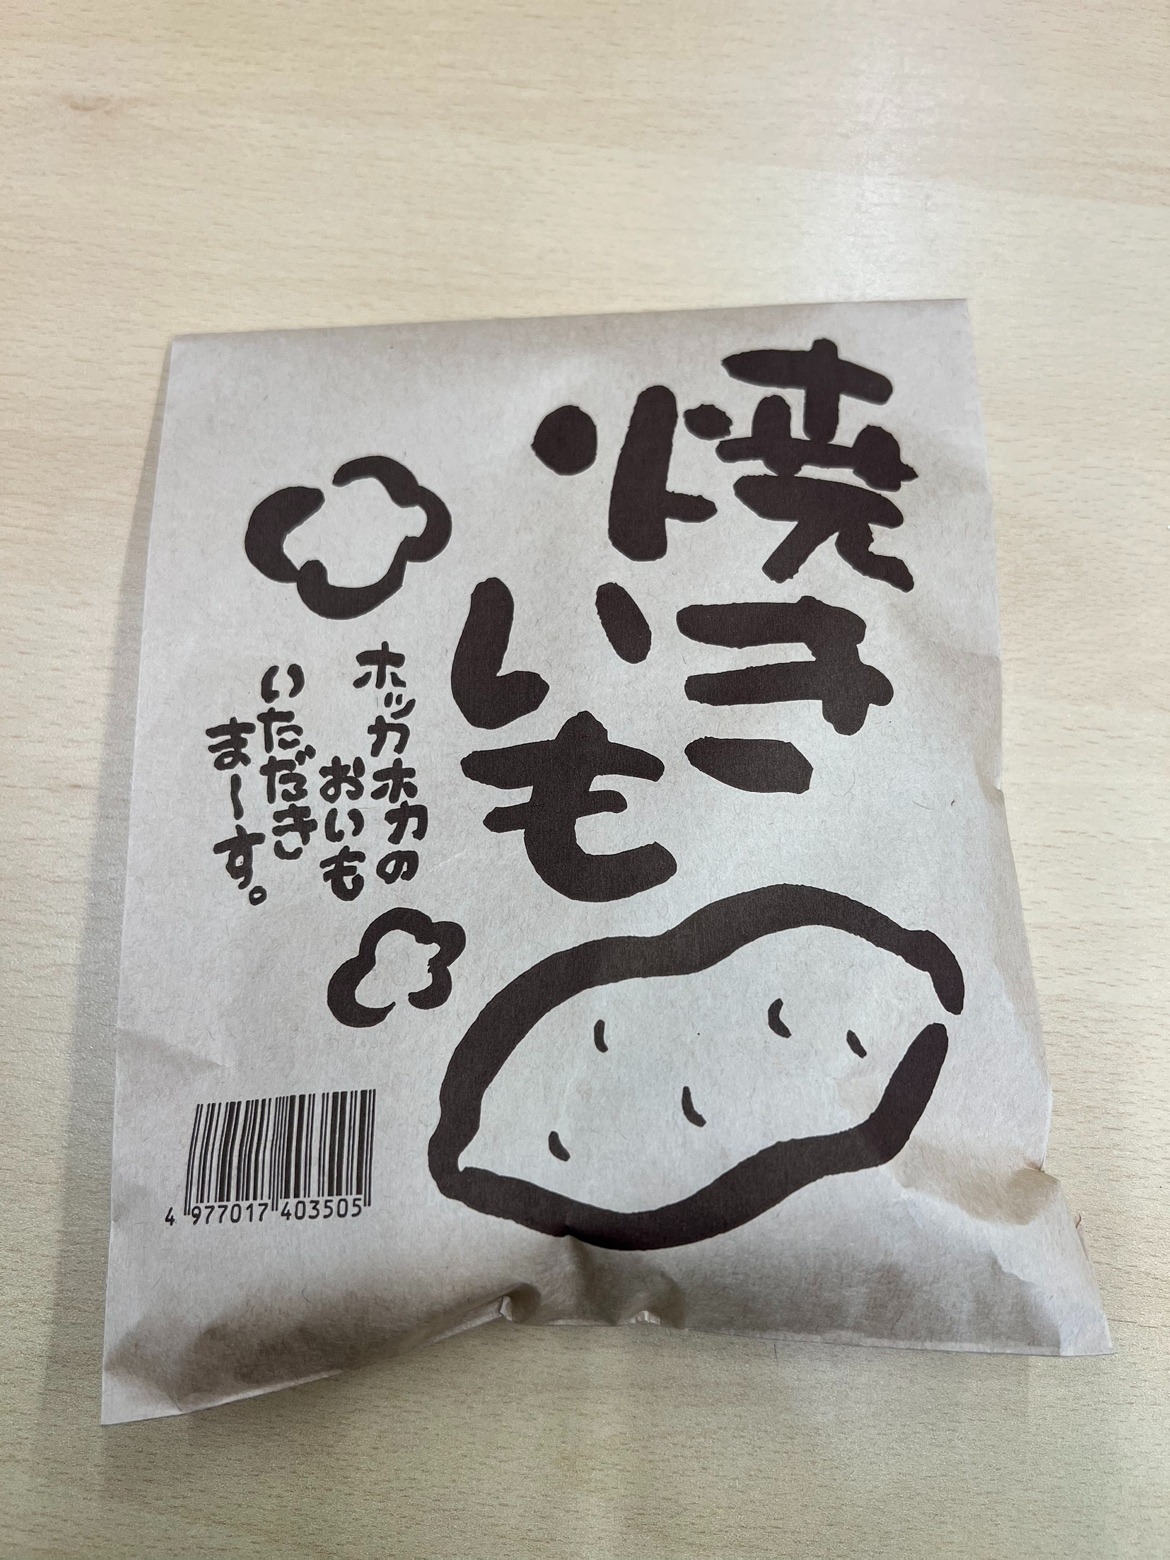 焼き
いも
ホッカホカの
おいも
いただき
ま〜す。
4 977017 403505